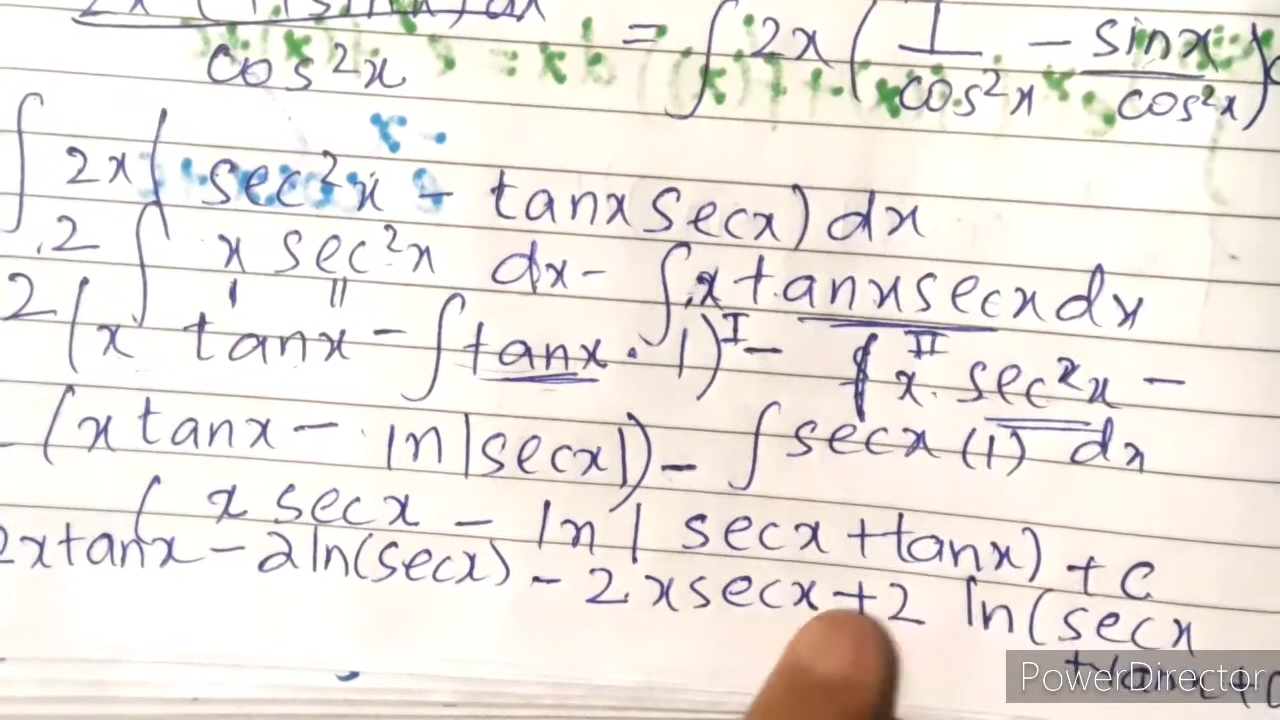 cos²x = ∫ 2x ( 1/cos²x - sinx/cos²x )
∫ 2x ( sec²x - tanx secx ) dx
.2 ∫ x sec²x dx - ∫ x tanx secx dx
I II I II
2 ( x tanx - ∫ tanx . 1 ) - ( x. sec²x -
( x tanx - ln |secx| ) - ∫ secx (1) dx
( x secx - ln | secx + tanx ) + c
2xtanx - 2ln(secx) - 2xsecx + 2 ln(secx
PowerDirector